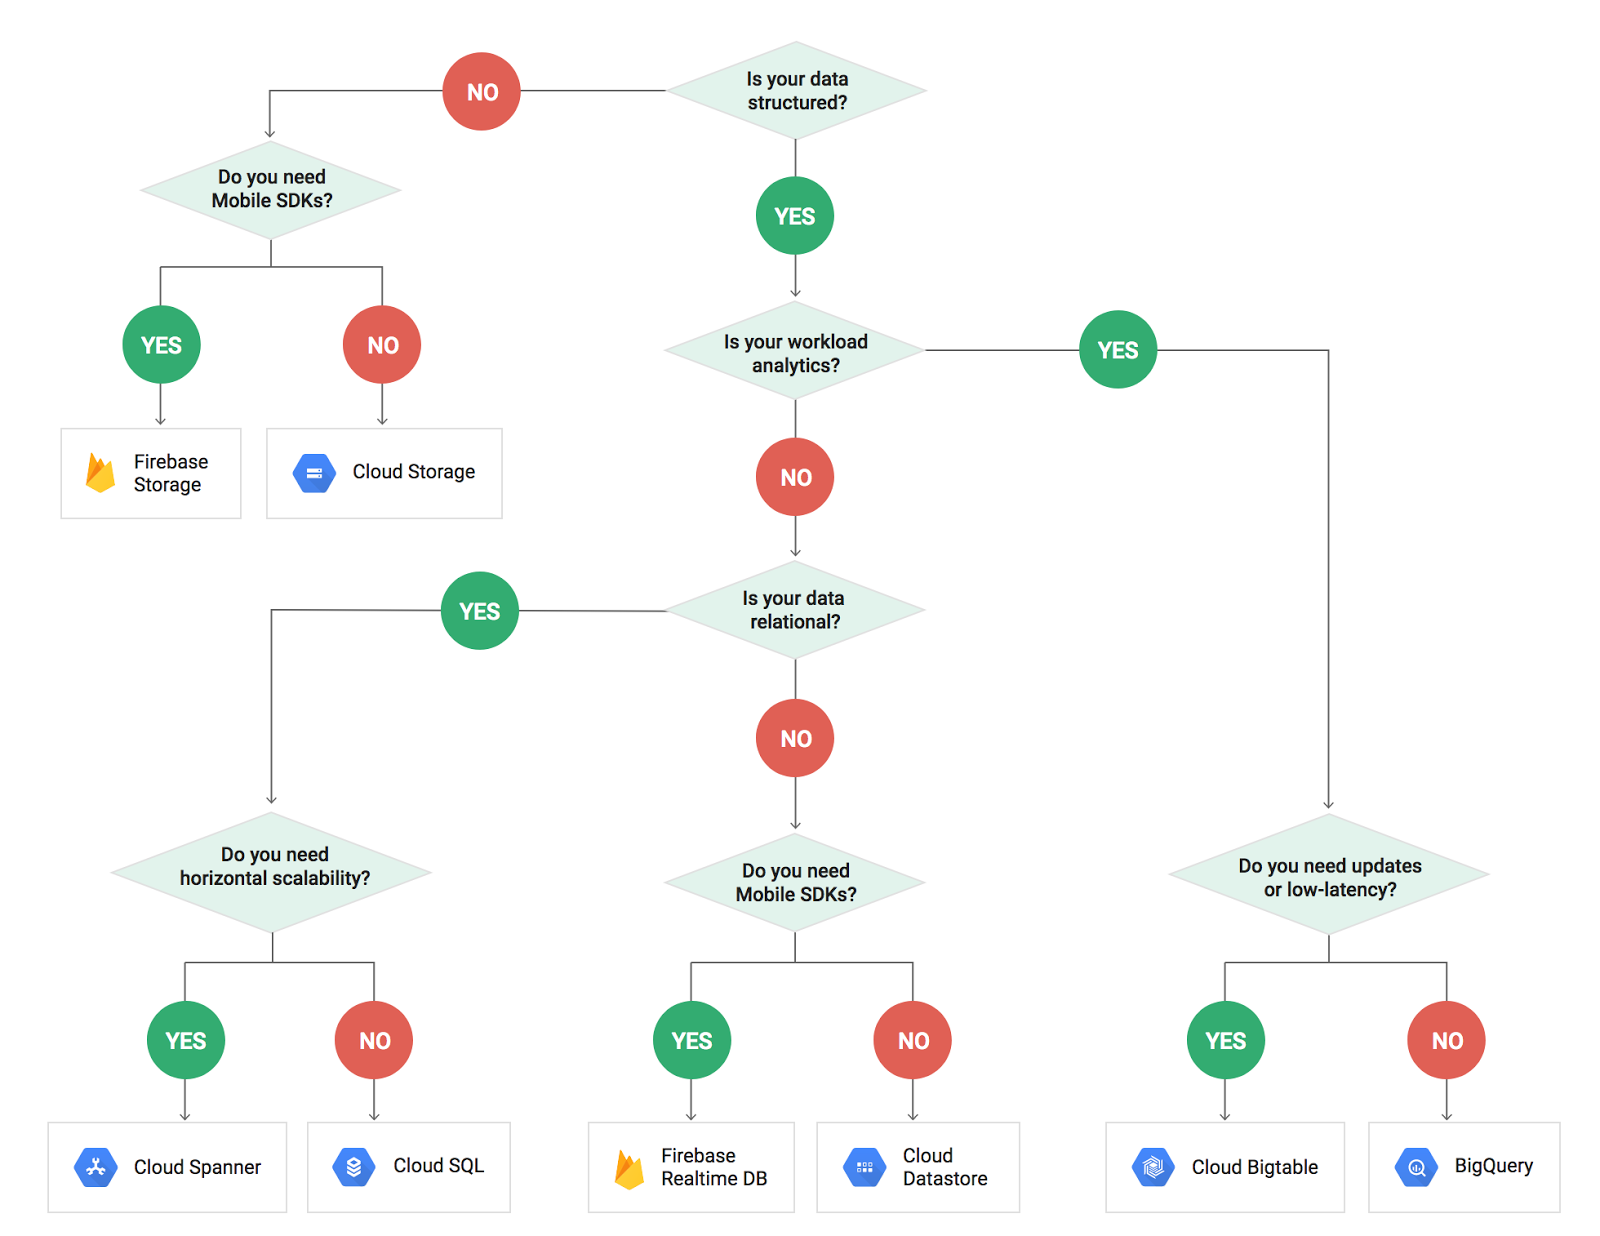 Is your data
structured?
NO
Do you need
Mobile SDKs?
YES
YES
NO
Is your workload
analytics?
YES
Firebase
Storage
Cloud Storage
NO
Is your data
relational?
YES
NO
Do you need
horizontal scalability?
Do you need
Mobile SDKs?
Do you need updates
or low-latency?
YES
NO
YES
NO
YES
NO
Cloud Spanner
Cloud SQL
Firebase
Realtime DB
Cloud
Datastore
Cloud Bigtable
BigQuery